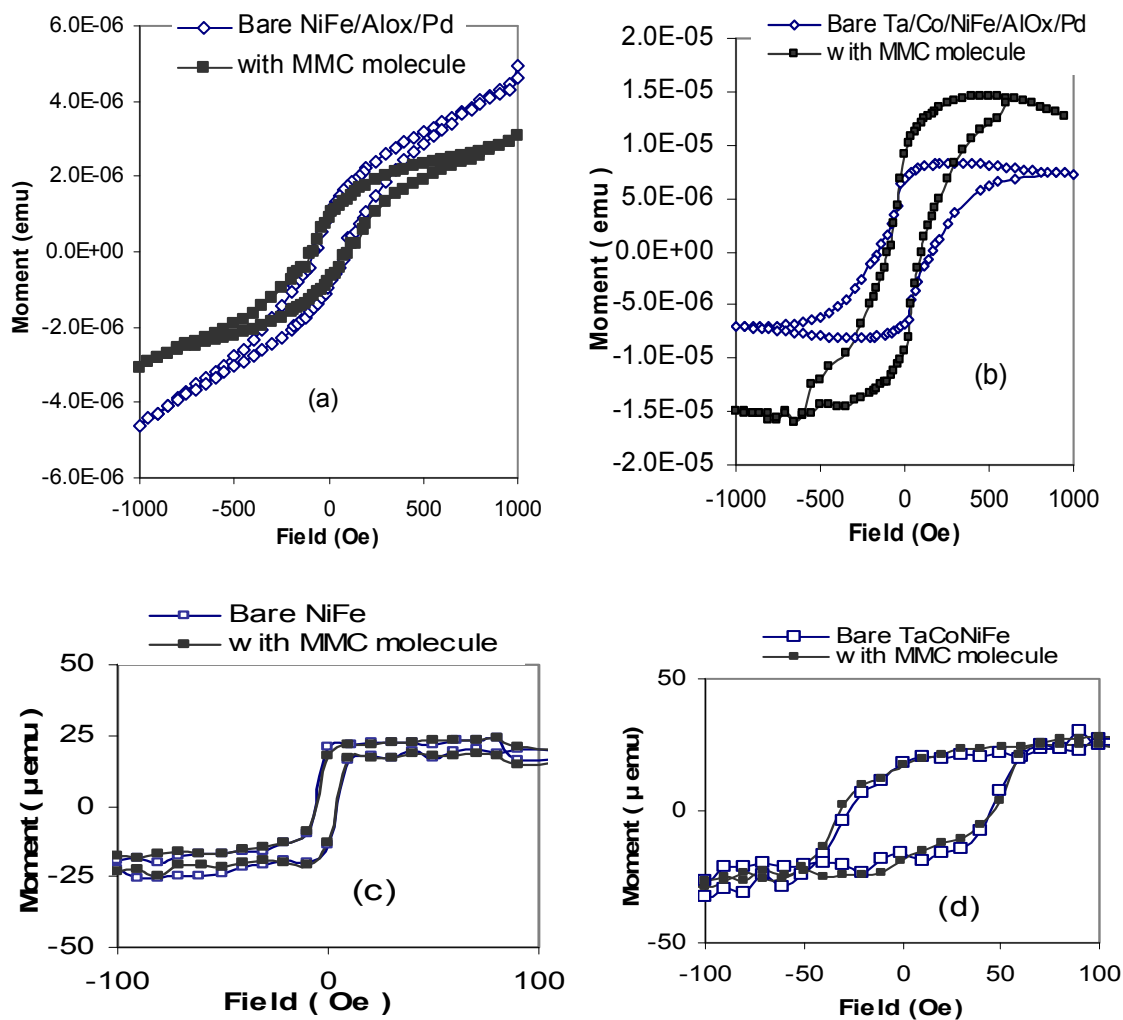 Bare NiFe/Alox/Pd
with MMC molecule
6.0E-06
4.0E-06
2.0E-06
0.0E+00
-2.0E-06
-4.0E-06
-6.0E-06
Moment (emu)
(a)
-1000 -500 0 500 1000
Field (Oe)
Bare Ta/Co/NiFe/AlOx/Pd
with MMC molecule
2.0E-05
1.5E-05
1.0E-05
5.0E-06
0.0E+00
-5.0E-06
-1.0E-05
-1.5E-05
-2.0E-05
Moment ( emu )
(b)
-1000 -500 0 500 1000
Field (Oe)
Bare NiFe
with MMC molecule
50
25
0
-25
-50
Moment ( µemu )
(c)
-100 0 100
Field ( Oe )
Bare TaCoNiFe
with MMC molecule
50
0
-50
Moment ( µ emu)
(d)
-100 -50 0 50 100
Field (Oe)